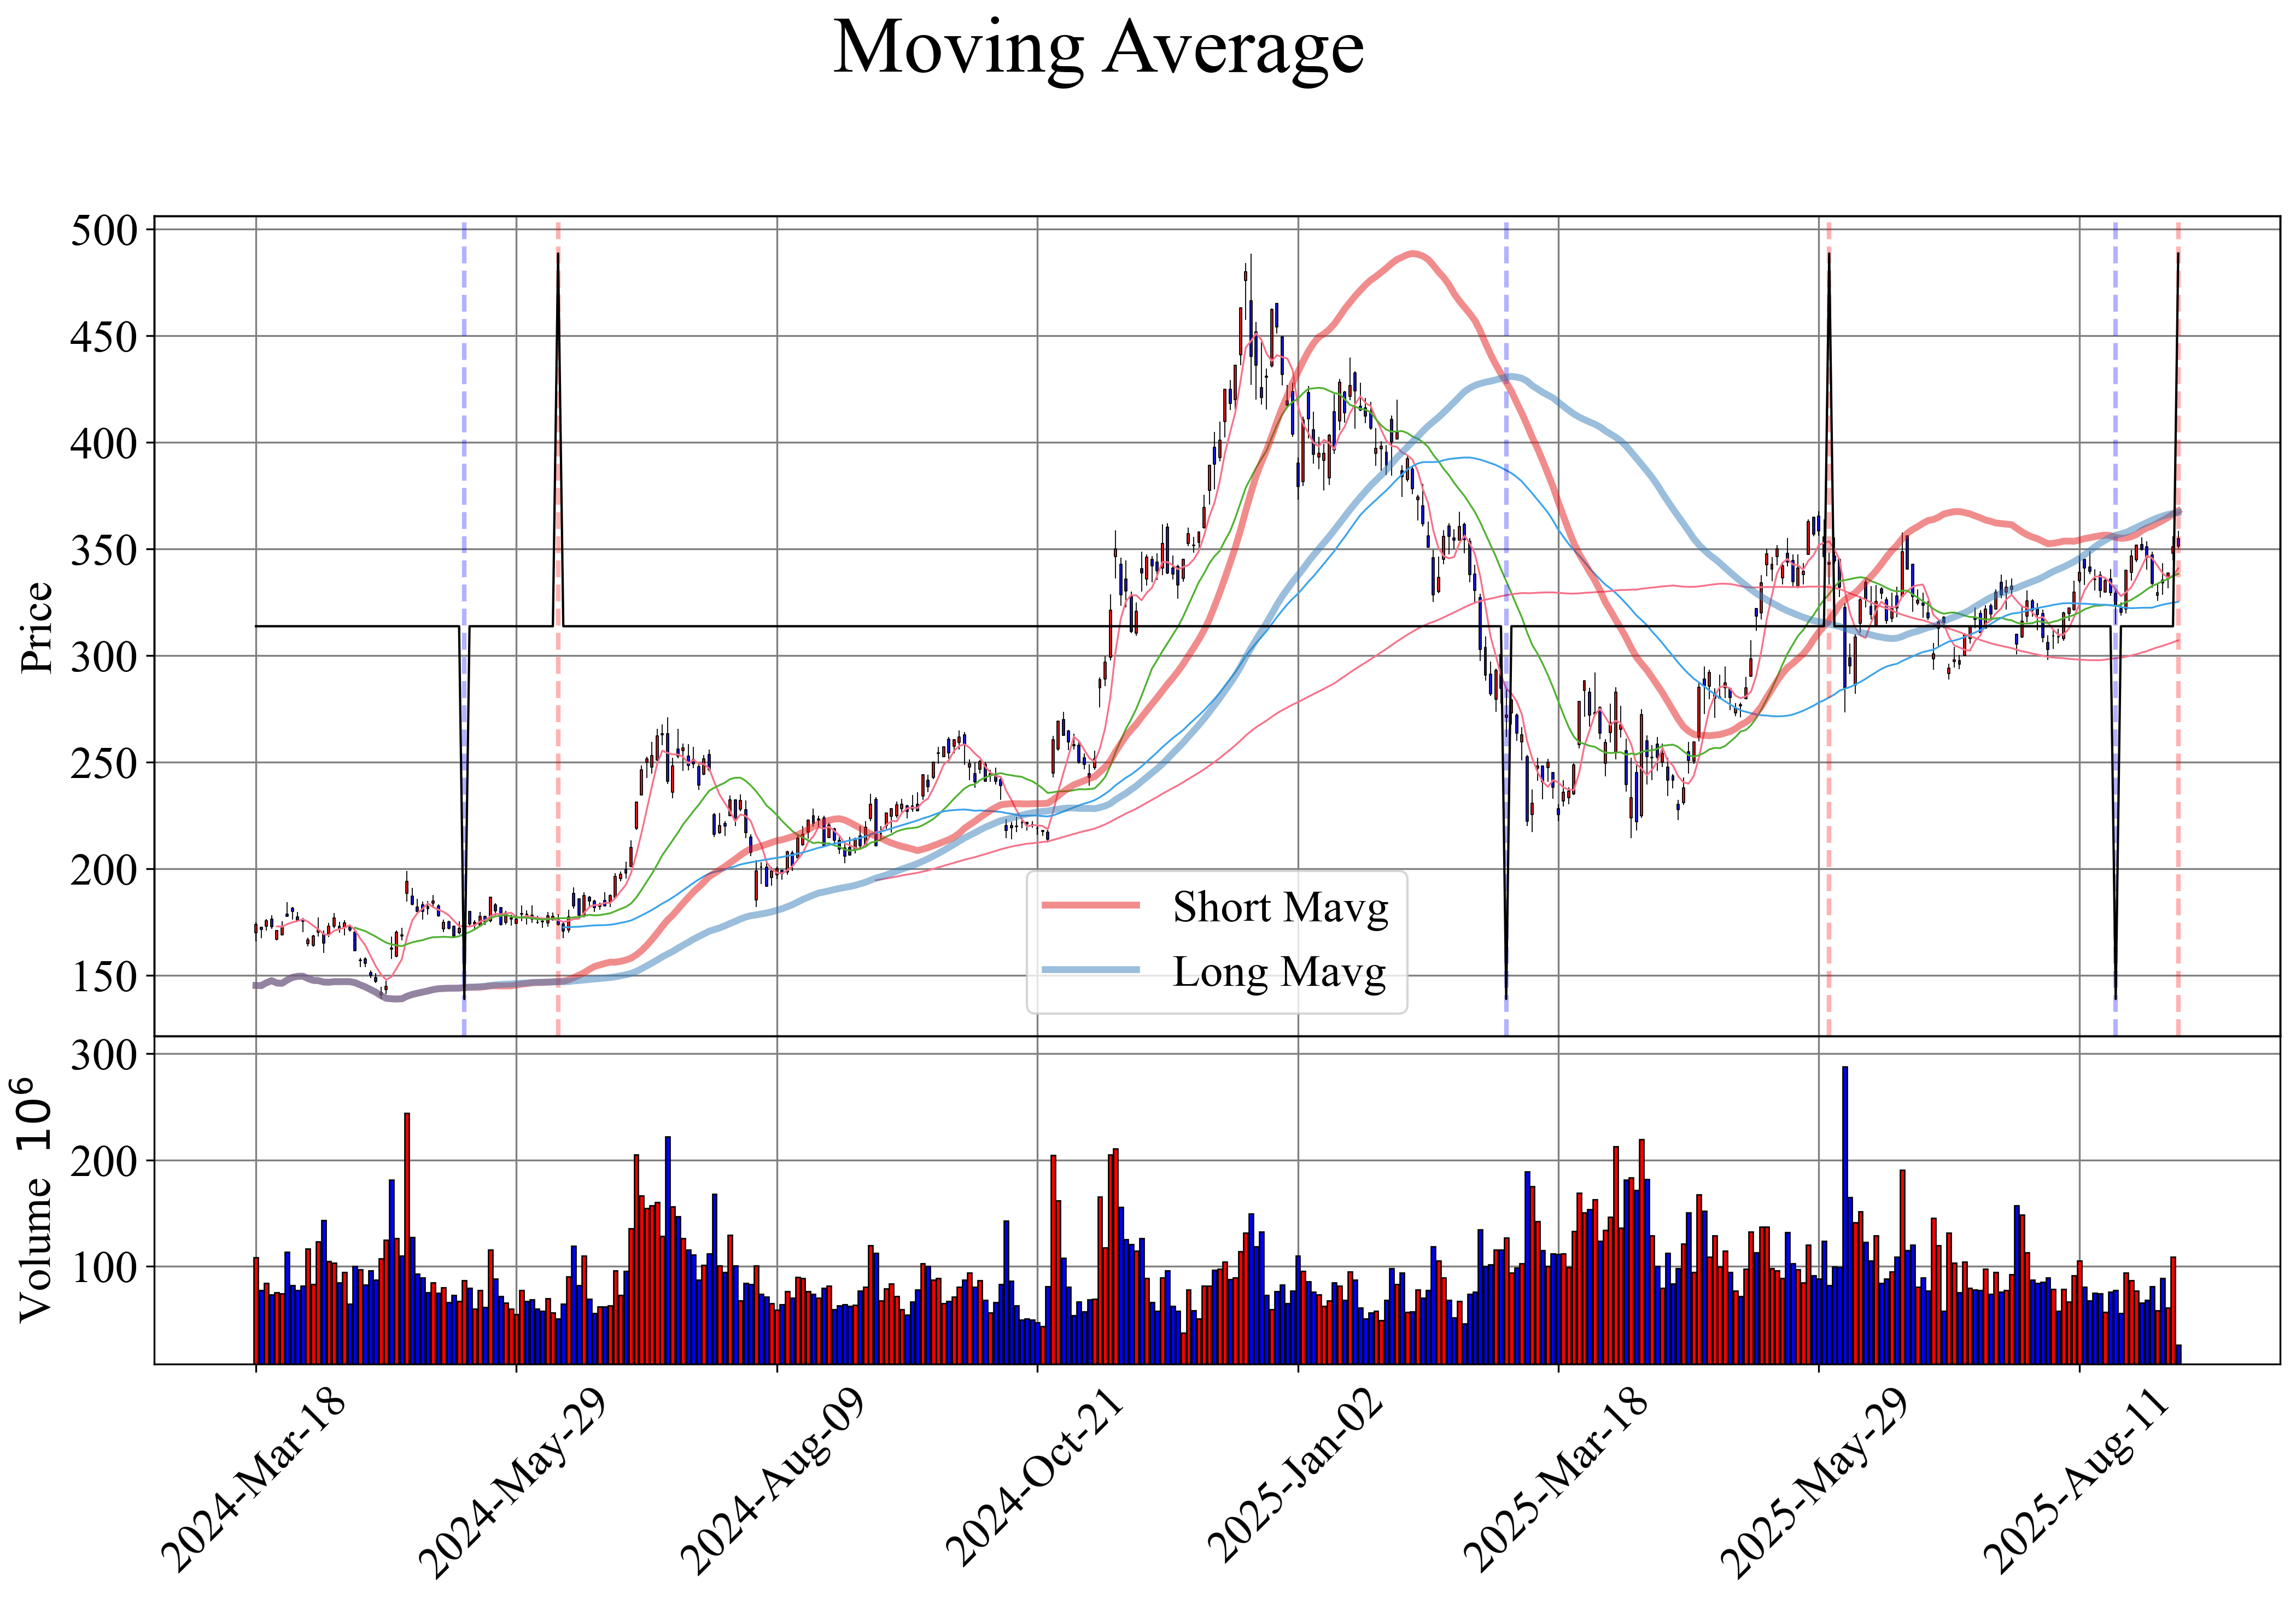 Moving Average
Price
500
450
400
350
300
250
200
150
Short Mavg
Long Mavg
Volume 10⁶
300
200
100
2024-Mar-18
2024-May-29
2024-Aug-09
2024-Oct-21
2025-Jan-02
2025-Mar-18
2025-May-29
2025-Aug-11